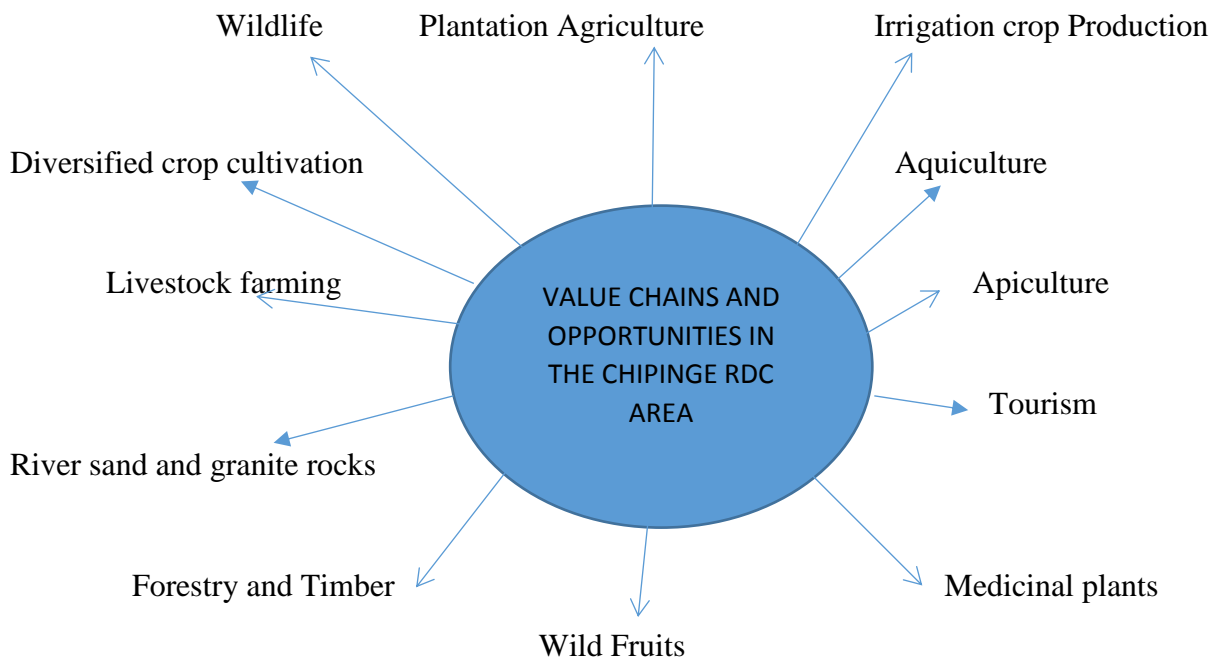 Wildlife
Plantation Agriculture
Irrigation crop Production
Diversified crop cultivation
Aquiculture
Livestock farming
VALUE CHAINS AND
OPPORTUNITIES IN
THE CHIPINGE RDC
AREA
Apiculture
Tourism
River sand and granite rocks
Forestry and Timber
Medicinal plants
Wild Fruits